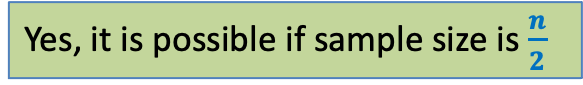 Yes, it is possible if sample size is n/2